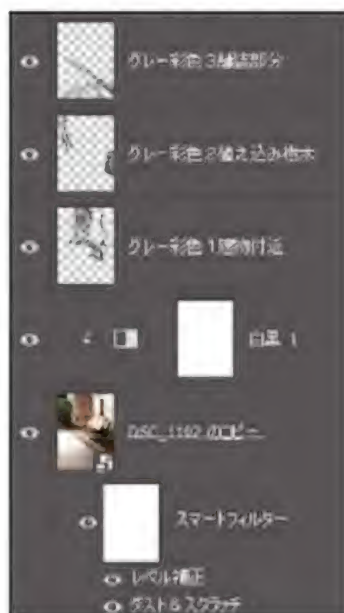 グレー彩色 3舗装部分
グレー彩色 2植え込み樹木
グレー彩色 1建物付近
白黒 1
DSC_1162 のコピー
スマートフィルター
レベル補正
ダスト&スクラッチ